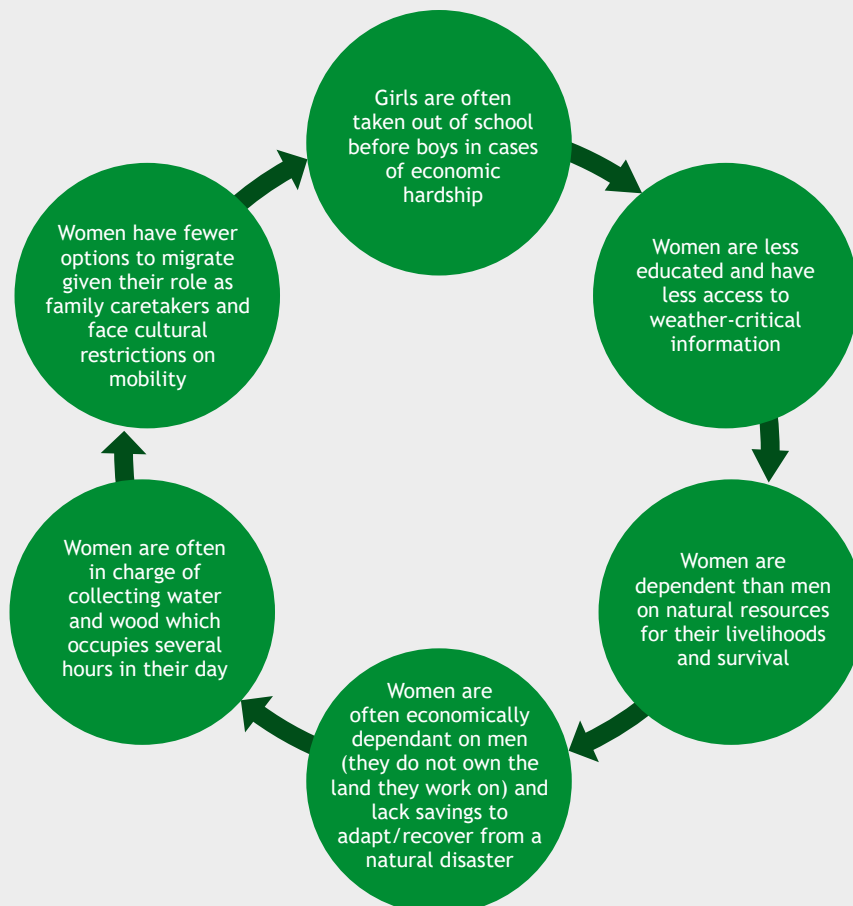 Girls are often
taken out of school
before boys in cases
of economic
hardship
Women are less
educated and have
less access to
weather-critical
information
Women are
dependent than men
on natural resources
for their livelihoods
and survival
Women are
often economically
dependant on men
(they do not own the
land they work on) and
lack savings to
adapt/recover from a
natural disaster
Women are often
in charge of
collecting water
and wood which
occupies several
hours in their day
Women have fewer
options to migrate
given their role as
family caretakers and
face cultural
restrictions on
mobility